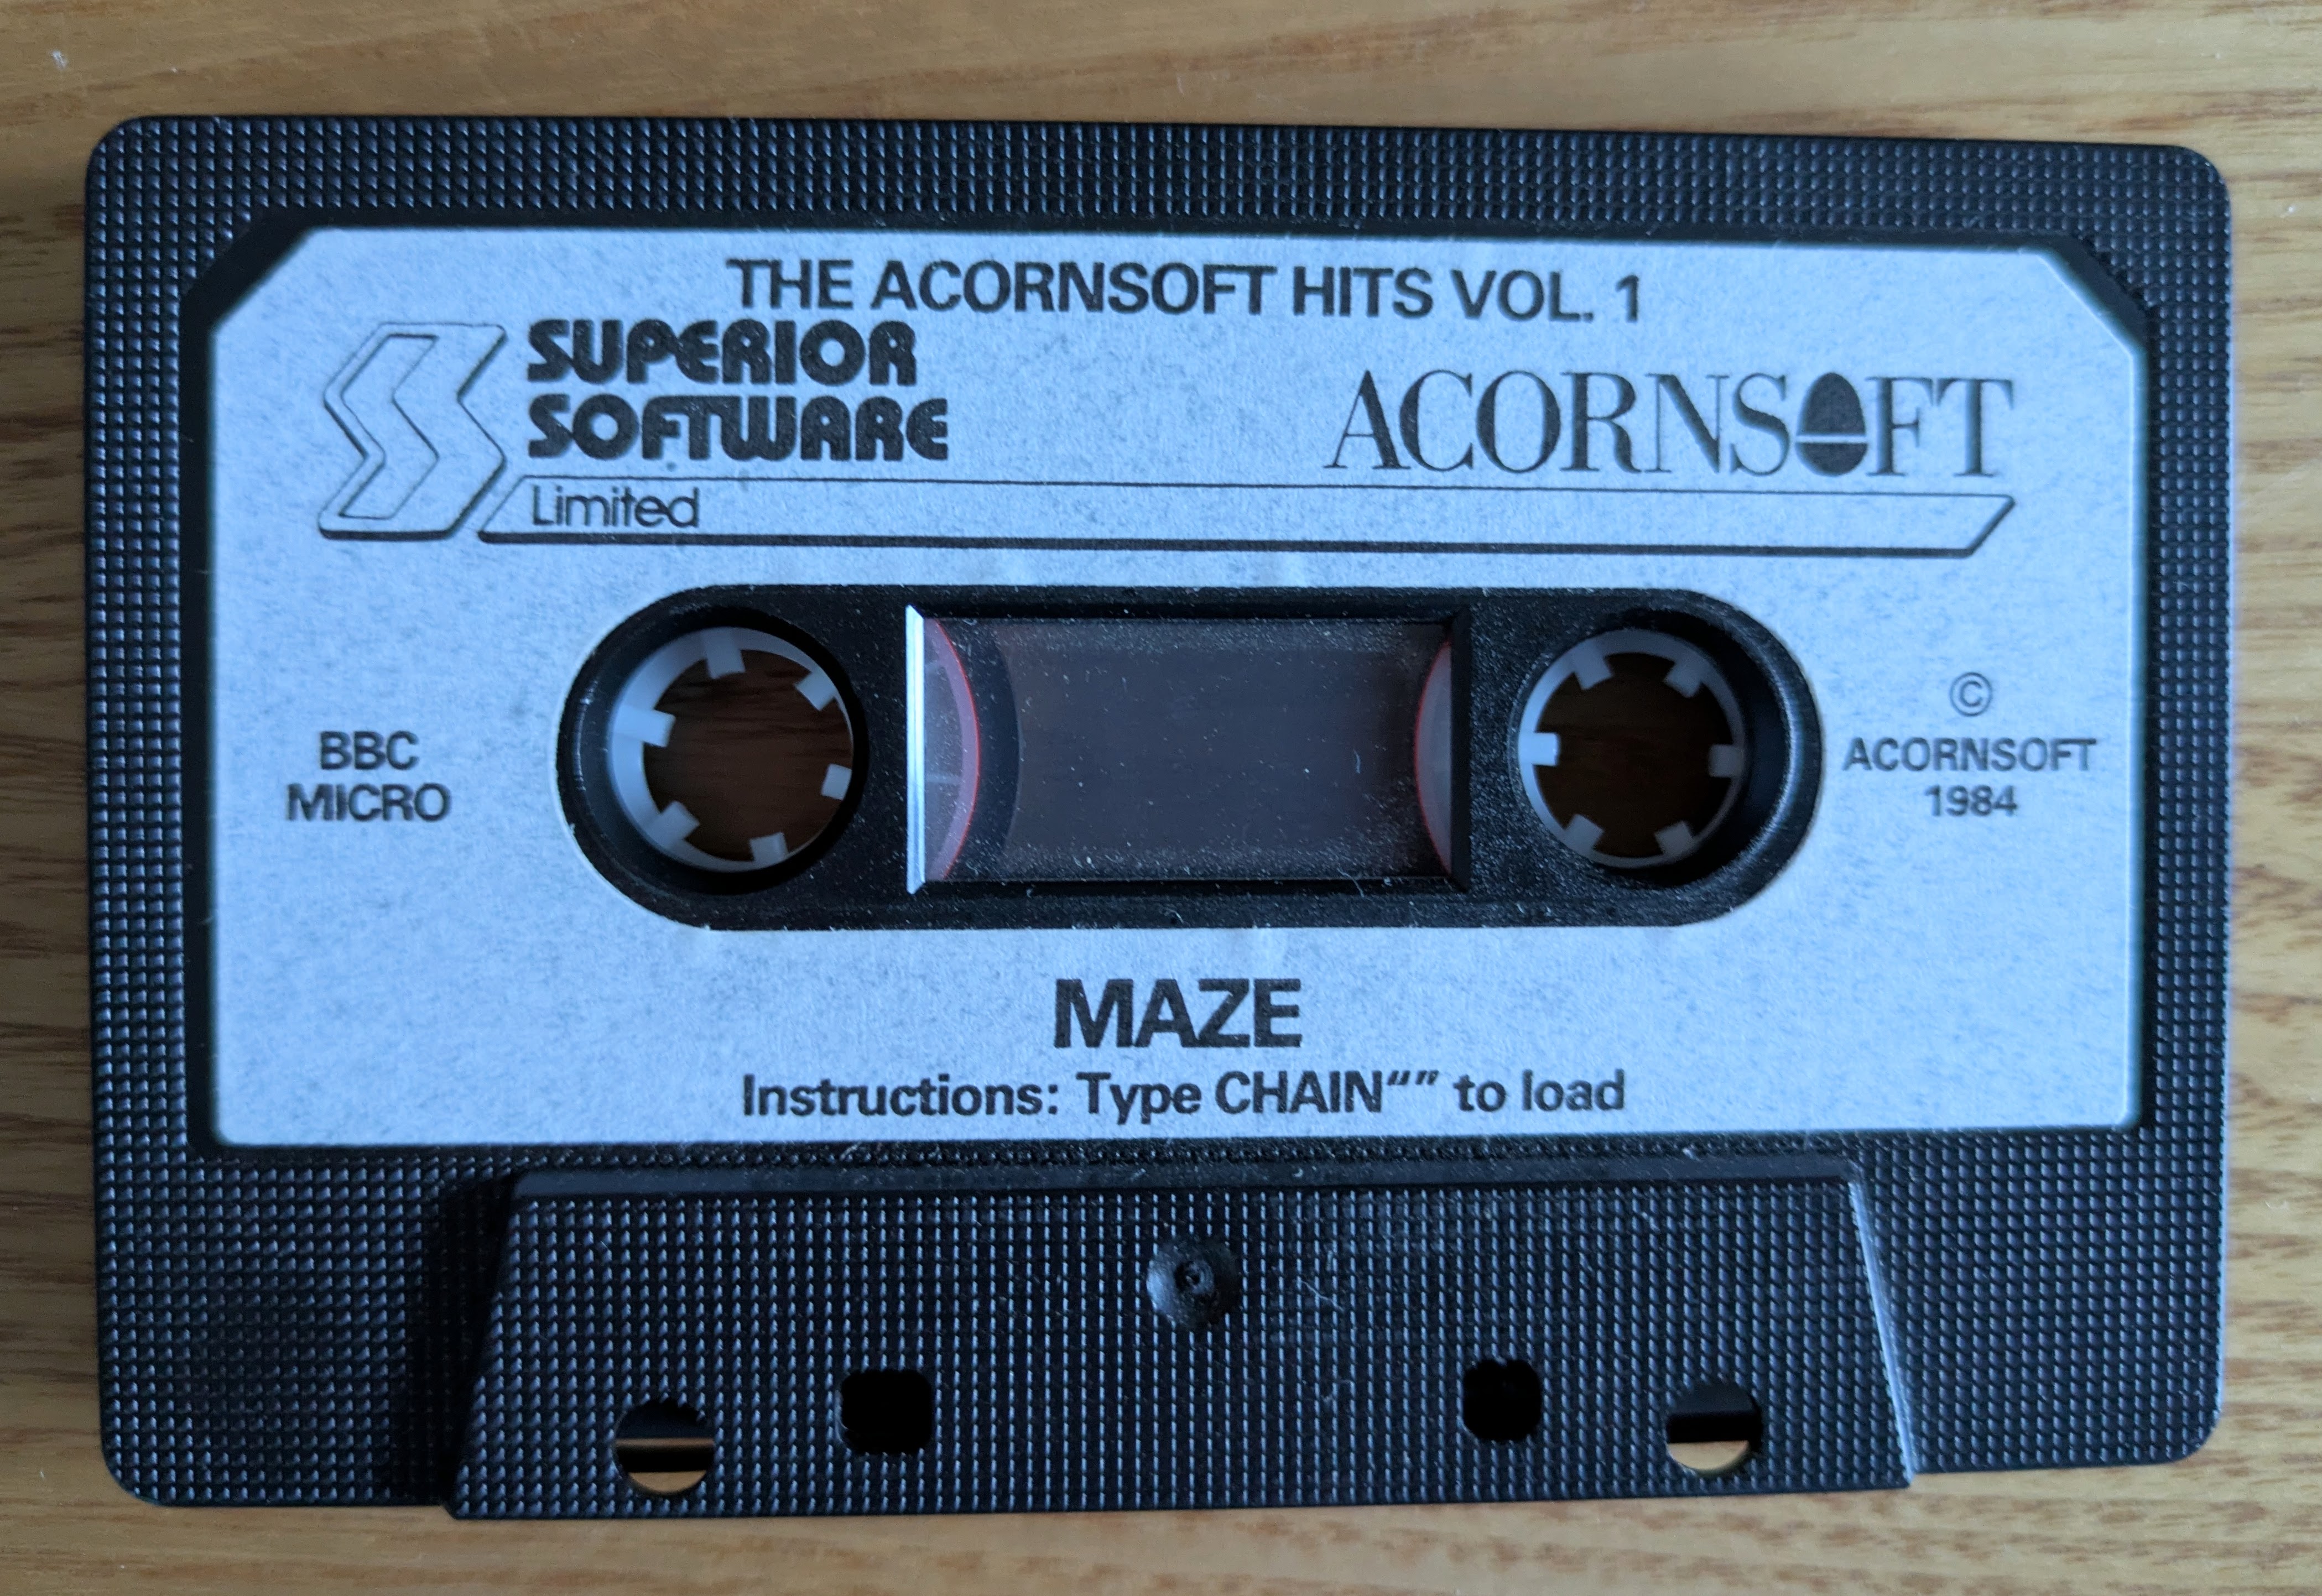 THE ACORNSOFT HITS VOL. 1
SUPERIOR
SOFTWARE
Limited
ACORNSOFT
BBC
MICRO
©
ACORNSOFT
1984
MAZE
Instructions: Type CHAIN“” to load